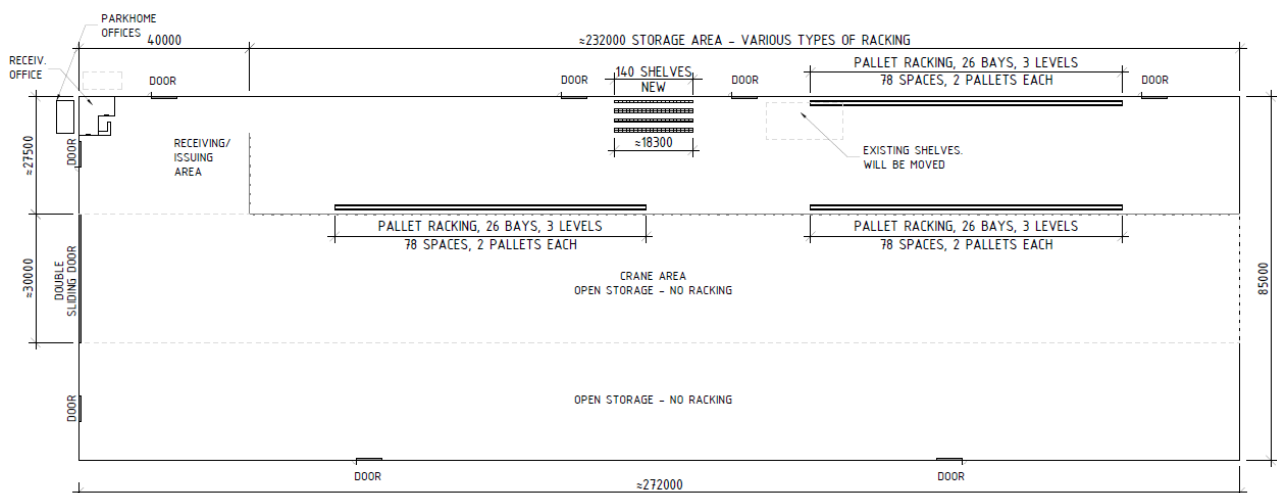 PARKHOME
OFFICES
40000
≈232000 STORAGE AREA - VARIOUS TYPES OF RACKING
RECEIV.
OFFICE
DOOR
DOOR
140 SHELVES
NEW
DOOR
PALLET RACKING, 26 BAYS, 3 LEVELS
78 SPACES, 2 PALLETS EACH
DOOR
≈27500
DOOR
RECEIVING/
ISSUING
AREA
≈18300
EXISTING SHELVES.
WILL BE MOVED
PALLET RACKING, 26 BAYS, 3 LEVELS
78 SPACES, 2 PALLETS EACH
PALLET RACKING, 26 BAYS, 3 LEVELS
78 SPACES, 2 PALLETS EACH
≈30000
DOUBLE
SLIDING DOOR
CRANE AREA
OPEN STORAGE - NO RACKING
85000
DOOR
OPEN STORAGE - NO RACKING
DOOR
DOOR
≈272000